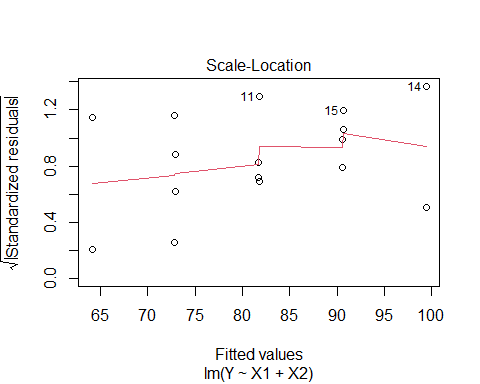 Scale-Location
√|Standardized residuals|
0.0 0.4 0.8 1.2
11 15 14
65 70 75 80 85 90 95 100
Fitted values
lm(Y ~ X1 + X2)